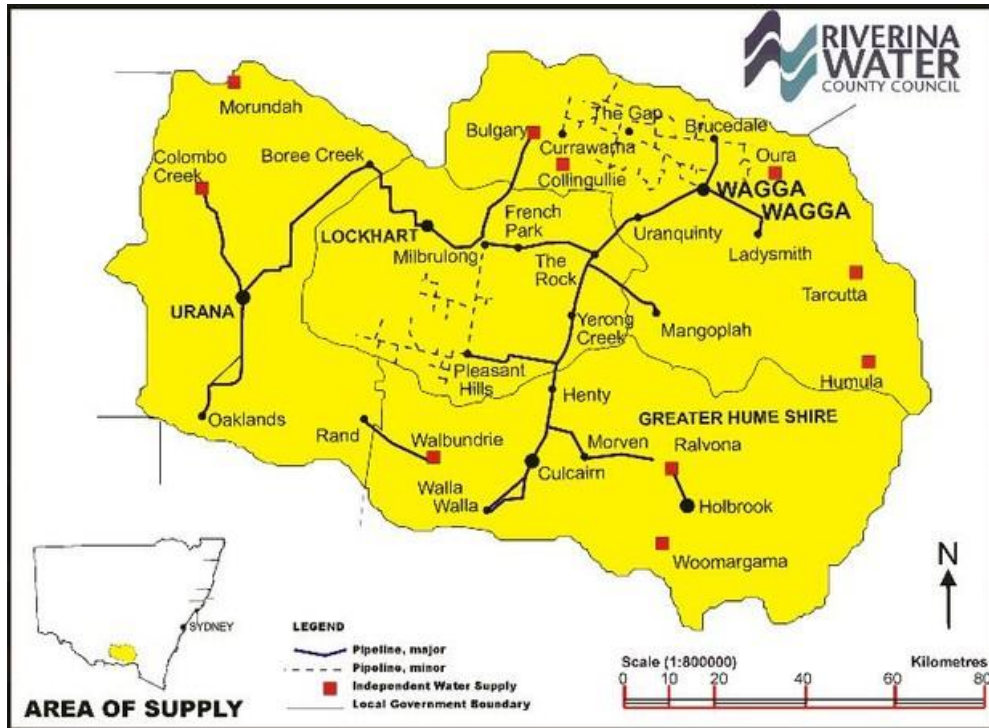 RIVERINA
WATER
COUNTY COUNCIL
Morundah
Bulgary
The Gap
Brucedale
Currawarna
Colombo
Creek
Boree Creek
Collingullie
Oura
WAGGA
WAGGA
French
Park
LOCKHART
Uranquinty
Milbrulong
The
Rock
Ladysmith
Tarcutta
URANA
Yerong
Creek
Mangoplah
Pleasant
Hills
Humula
Henty
Oaklands
GREATER HUME SHIRE
Rand
Walbundrie
Morven
Ralvona
Culcairn
Walla
Walla
Holbrook
Woomargama
N
SYDNEY
LEGEND
Pipeline, major
Pipeline, minor
Independent Water Supply
Local Government Boundary
Scale (1:800000)
Kilometres
0 20 40 60 80
AREA OF SUPPLY